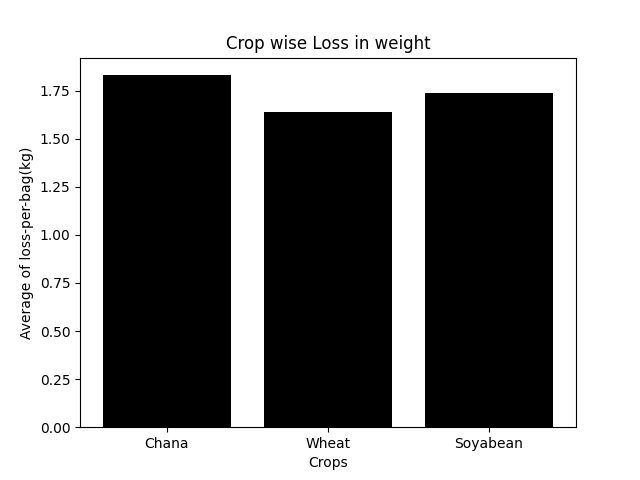 Crop wise Loss in weight
Average of loss-per-bag(kg)
1.75
1.50
1.25
1.00
0.75
0.50
0.25
0.00
Chana Wheat Soyabean
Crops